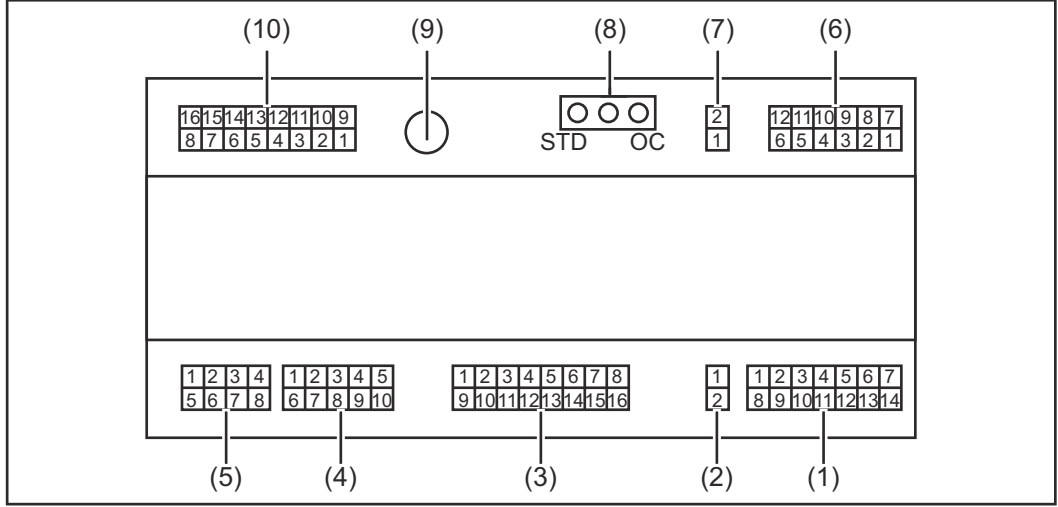 (10) (9) (8) (7) (6)
16 15 14 13 12 11 10 9
8 7 6 5 4 3 2 1
STD OC
2
1
12 11 10 9 8 7
6 5 4 3 2 1
1 2 3 4
5 6 7 8
1 2 3 4 5
6 7 8 9 10
1 2 3 4 5 6 7 8
9 10 11 12 13 14 15 16
1
2
1 2 3 4 5 6 7
8 9 10 11 12 13 14
(5) (4) (3) (2) (1)